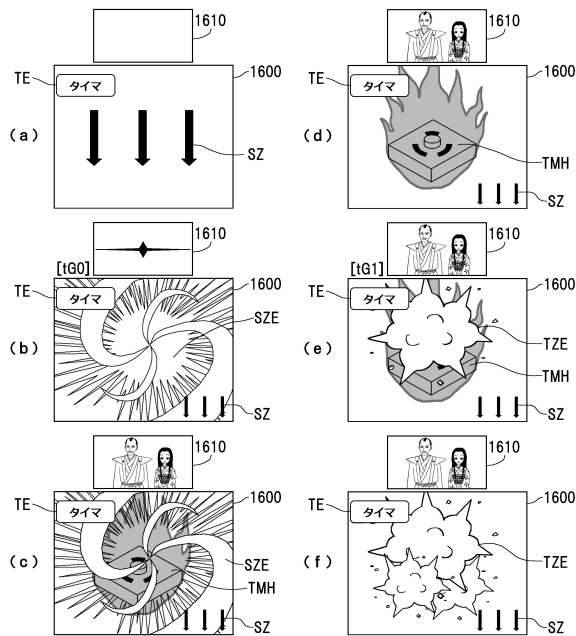 1610
TE
タイマ
1600
(a)
SZ
1610
[tG0]
TE
タイマ
1600
SZE
(b)
SZ
1610
TE
タイマ
1600
(c)
SZE
TMH
SZ
1610
TE
タイマ
1600
(d)
TMH
SZ
1610
[tG1]
TE
タイマ
1600
(e)
TZE
TMH
SZ
1610
TE
タイマ
1600
(f)
TZE
SZ